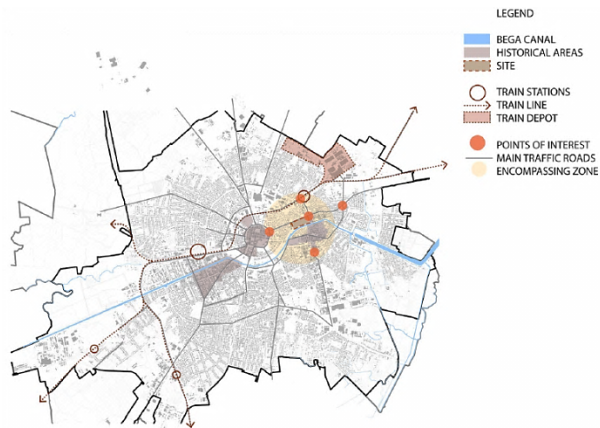 LEGEND
BEGA CANAL
HISTORICAL AREAS
SITE
TRAIN STATIONS
TRAIN LINE
TRAIN DEPOT
POINTS OF INTEREST
MAIN TRAFFIC ROADS
ENCOMPASSING ZONE